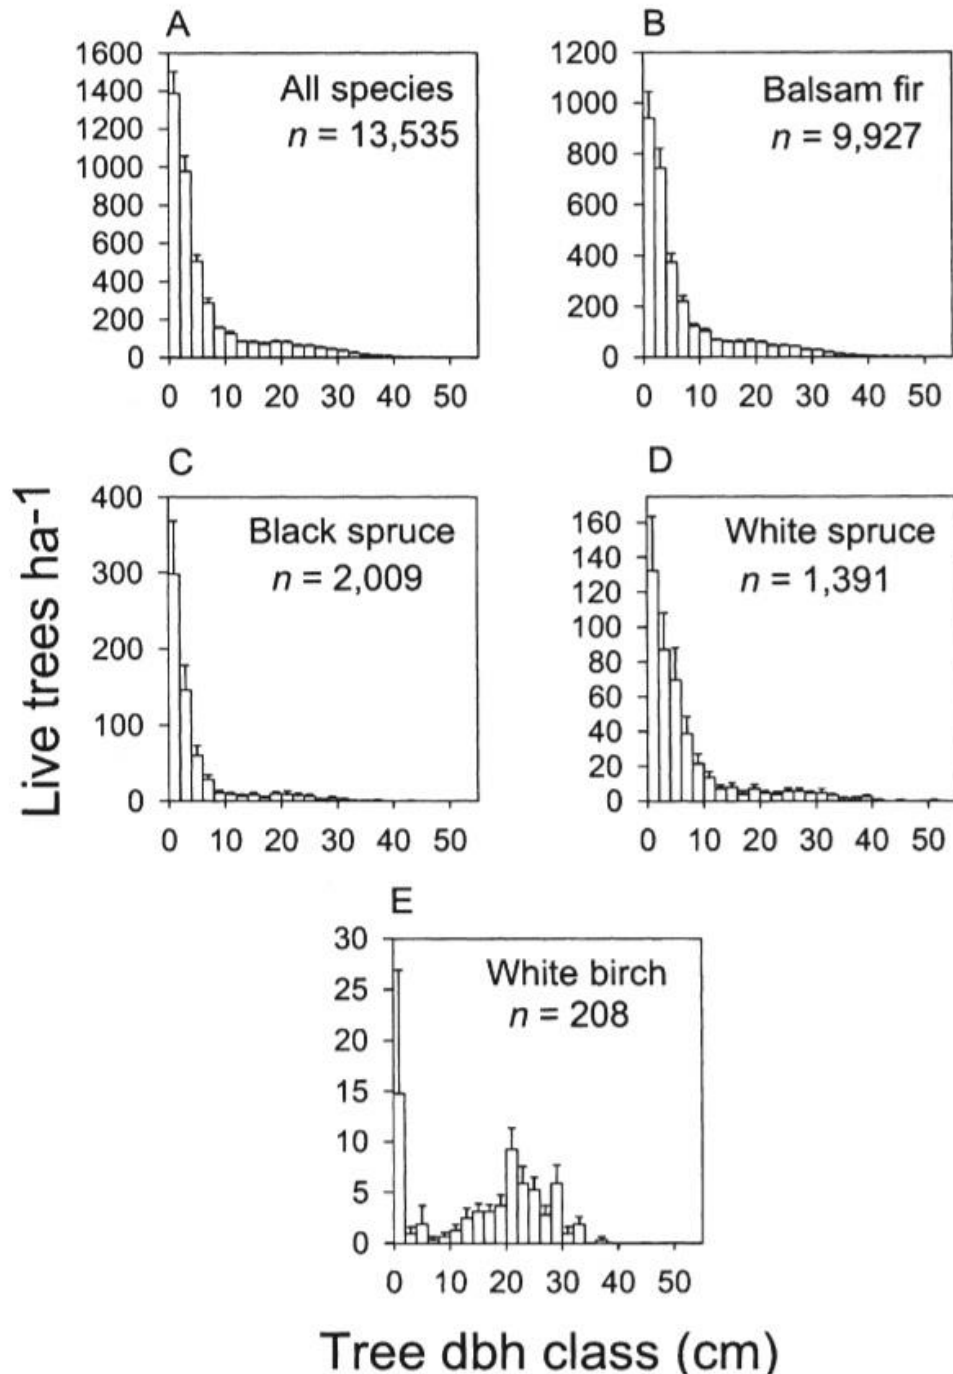 A
1600
1400
1200
1000
800
600
400
200
0
0 10 20 30 40 50
All species
n = 13,535
B
1200
1000
800
600
400
200
0
0 10 20 30 40 50
Balsam fir
n = 9,927
C
400
300
200
100
0
0 10 20 30 40 50
Black spruce
n = 2,009
D
160
140
120
100
80
60
40
20
0
0 10 20 30 40 50
White spruce
n = 1,391
E
30
25
20
15
10
5
0
0 10 20 30 40 50
White birch
n = 208
Live trees ha-1
Tree dbh class (cm)